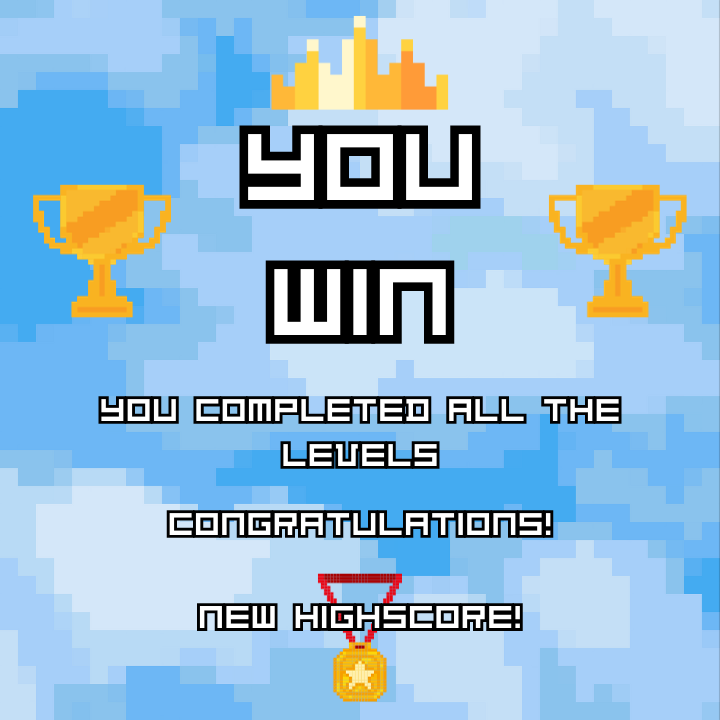 YOU
WIN
YOU COMPLETED ALL THE
LEVELS
CONGRATULATIONS!
NEW HIGHSCORE!